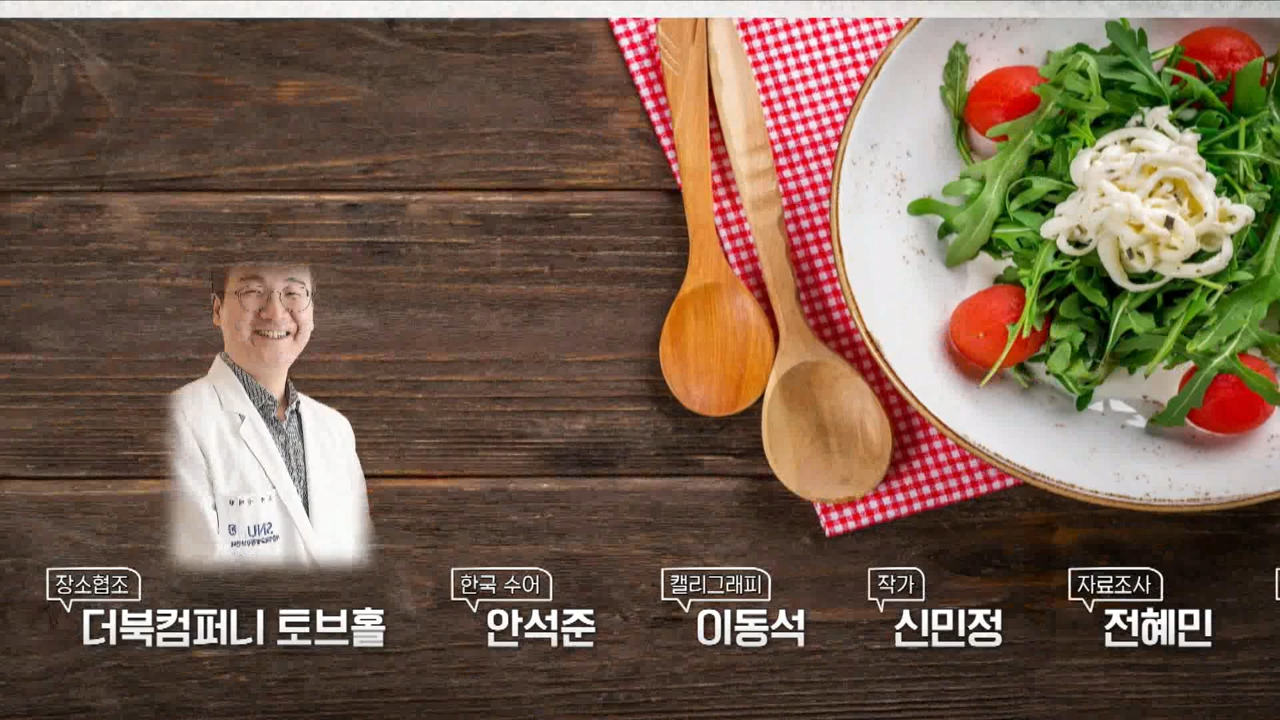 SNU
장소협조
더북컴퍼니 토브홀
한국 수어
안석준
캘리그래피
이동석
작가
신민정
자료조사
전혜민